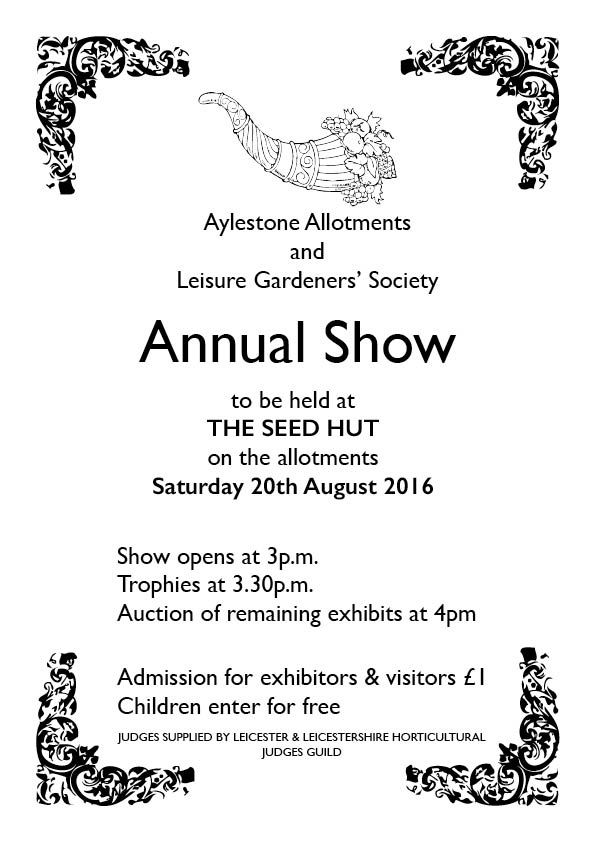 Aylestone Allotments
and
Leisure Gardeners’ Society
Annual Show
to be held at
THE SEED HUT
on the allotments
Saturday 20th August 2016
Show opens at 3p.m.
Trophies at 3.30p.m.
Auction of remaining exhibits at 4pm
Admission for exhibitors & visitors £1
Children enter for free
JUDGES SUPPLIED BY LEICESTER & LEICESTERSHIRE HORTICULTURAL
JUDGES GUILD